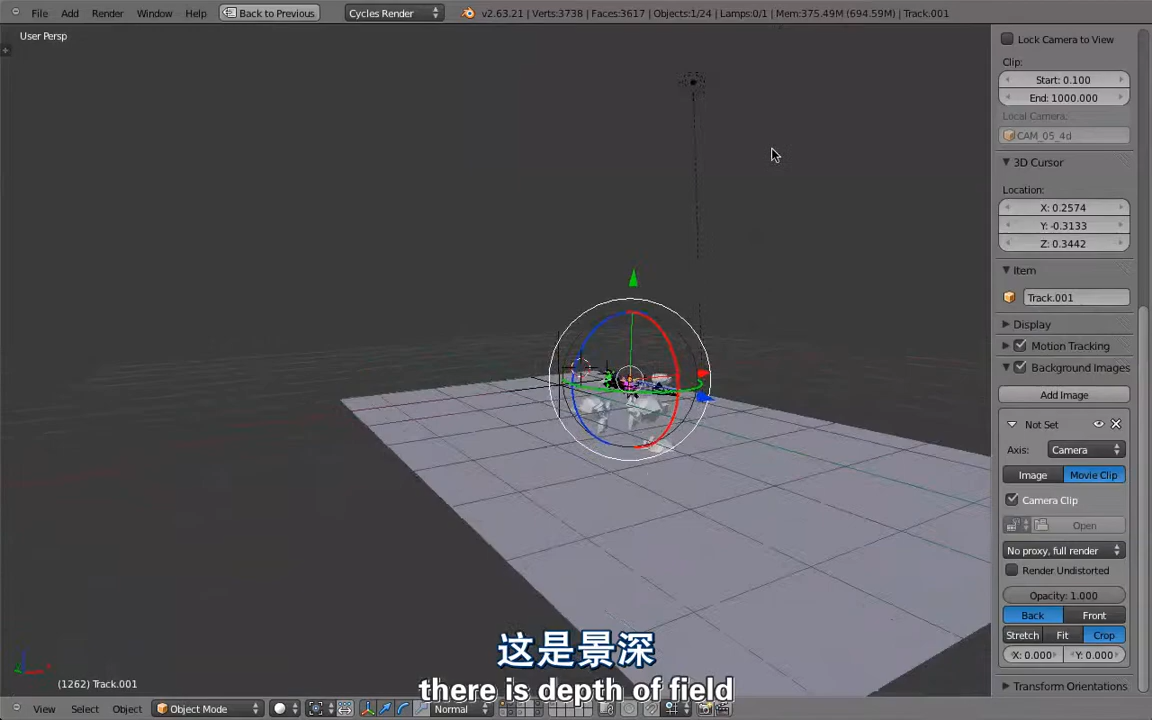 File Add Render Window Help Back to Previous Cycles Render v2.63.21 | Verts:3738 | Faces:3617 | Objects:1/24 | Lamps:0/1 | Mem:375.49M (694.59M) | Track.001
User Persp
Lock Camera to View
Clip:
Start: 0.100
End: 1000.000
Local Camera:
CAM_05_4d
3D Cursor
Location:
X: 0.2574
Y: -0.3133
Z: 0.3442
Item
Track.001
Display
Motion Tracking
Background Images
Add Image
Not Set
Axis: Camera
Image Movie Clip
Camera Clip
Open
No proxy, full render
Render Undistorted
Opacity: 1.000
Back Front
Stretch Fit Crop
X: 0.000 Y: 0.000
Transform Orientations
这是景深
there is depth of field
(1262) Track.001
View Select Object Object Mode Normal